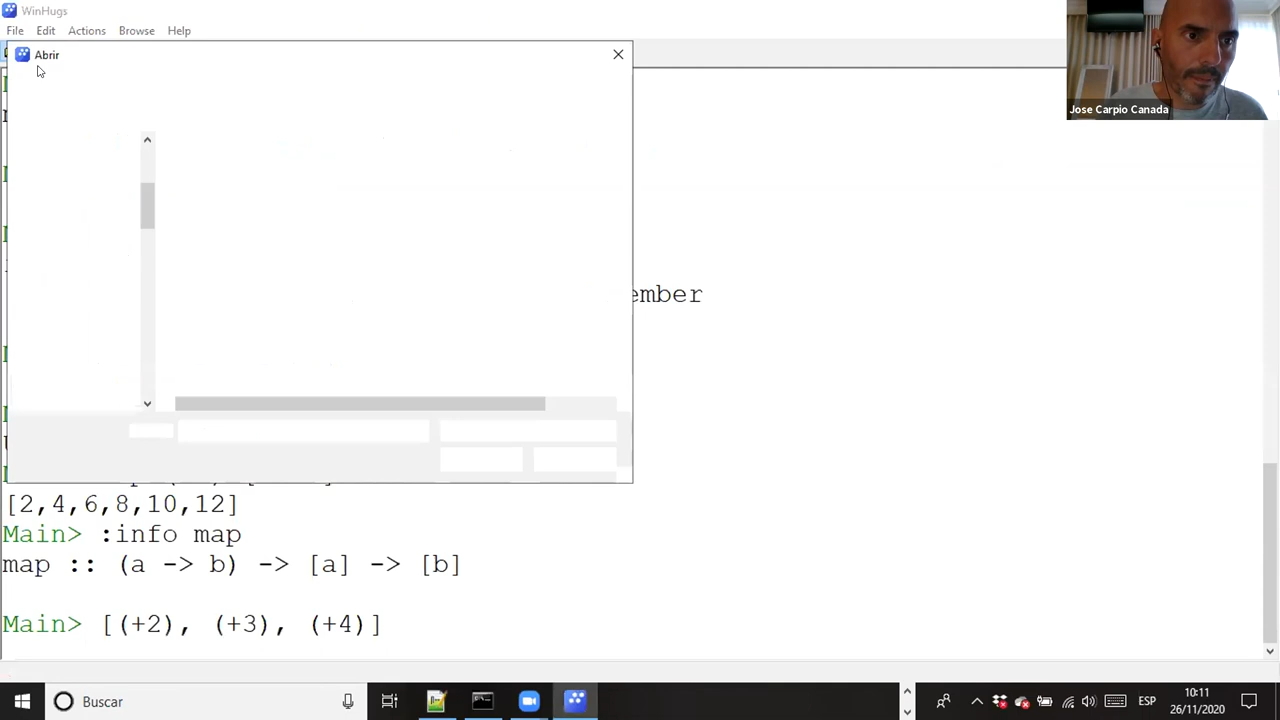 WinHugs
File Edit Actions Browse Help
Abrir
Jose Carpio Canada
ember
[2,4,6,8,10,12]
Main> :info map
map :: (a -> b) -> [a] -> [b]
Main> [(+2), (+3), (+4)]
Buscar
ESP
10:11
26/11/2020